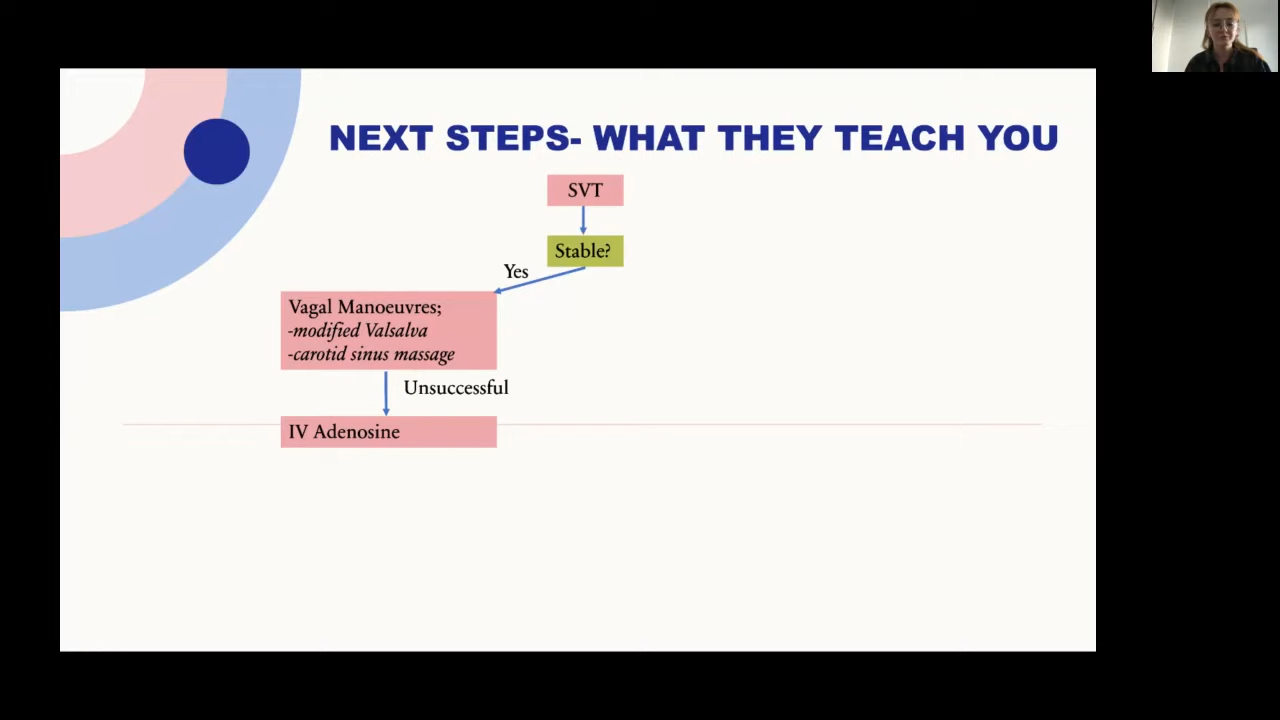 NEXT STEPS- WHAT THEY TEACH YOU
SVT
Stable?
Yes
Vagal Manoeuvres;
-modified Valsalva
-carotid sinus massage
Unsuccessful
IV Adenosine